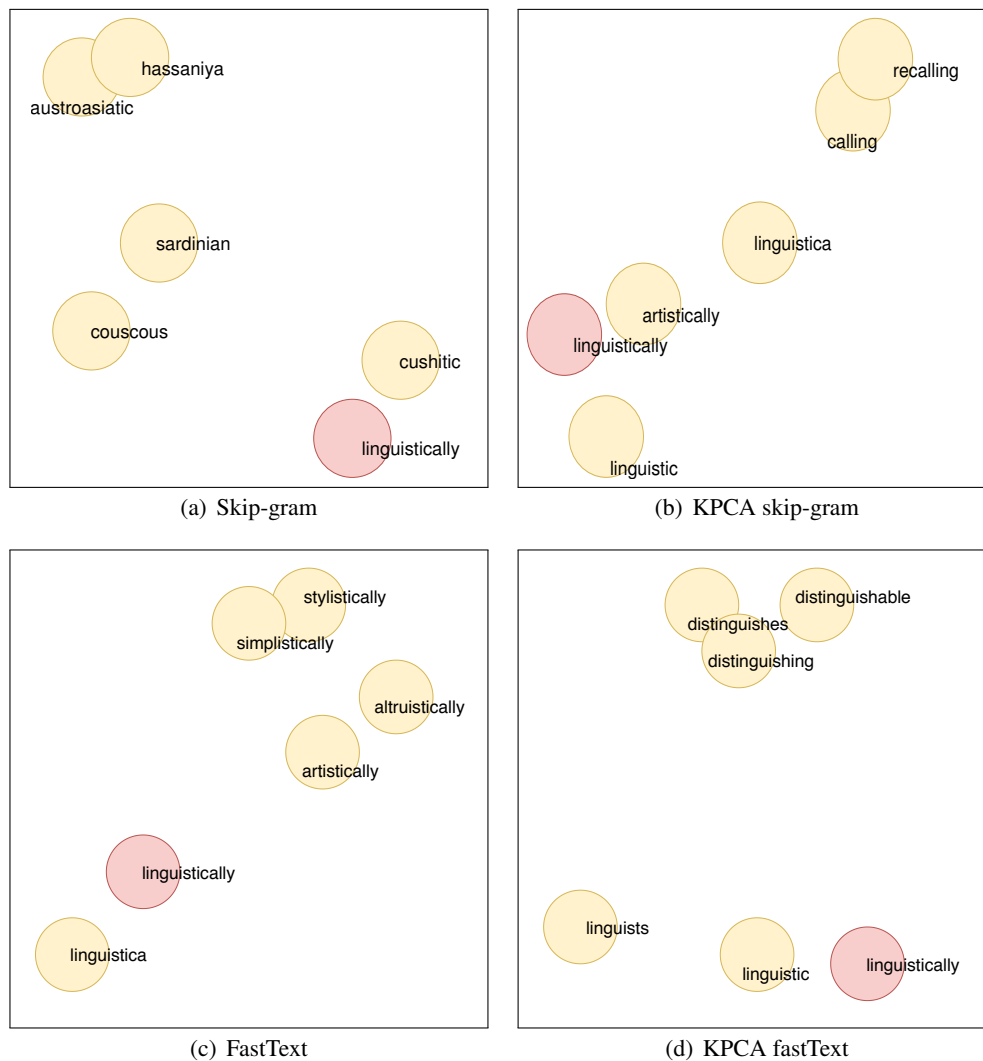 hassaniya
austroasiatic
sardinian
couscous
cushitic
linguistically
(a) Skip-gram
recalling
calling
linguistica
artistically
linguistically
linguistic
(b) KPCA skip-gram
stylistically
simplistically
altruistically
artistically
linguistically
linguistica
(c) FastText
distinguishable
distinguishes
distinguishing
linguists
linguistic
linguistically
(d) KPCA fastText